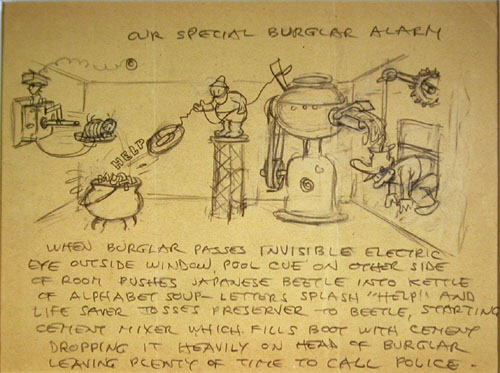 OUR SPECIAL BURGLAR ALARM
HELP
WHEN BURGLAR PASSES INVISIBLE ELECTRIC
EYE OUTSIDE WINDOW, POOL CUE ON OTHER SIDE
OF ROOM PUSHES JAPANESE BEETLE INTO KETTLE
OF ALPHABET SOUP - LETTERS SPLASH "HELP!" AND
LIFE SAVER TOSSES PRESERVER TO BEETLE, STARTING
CEMENT MIXER WHICH FILLS BOOT WITH CEMENT
DROPPING IT HEAVILY ON HEAD OF BURGLAR
LEAVING PLENTY OF TIME TO CALL POLICE.